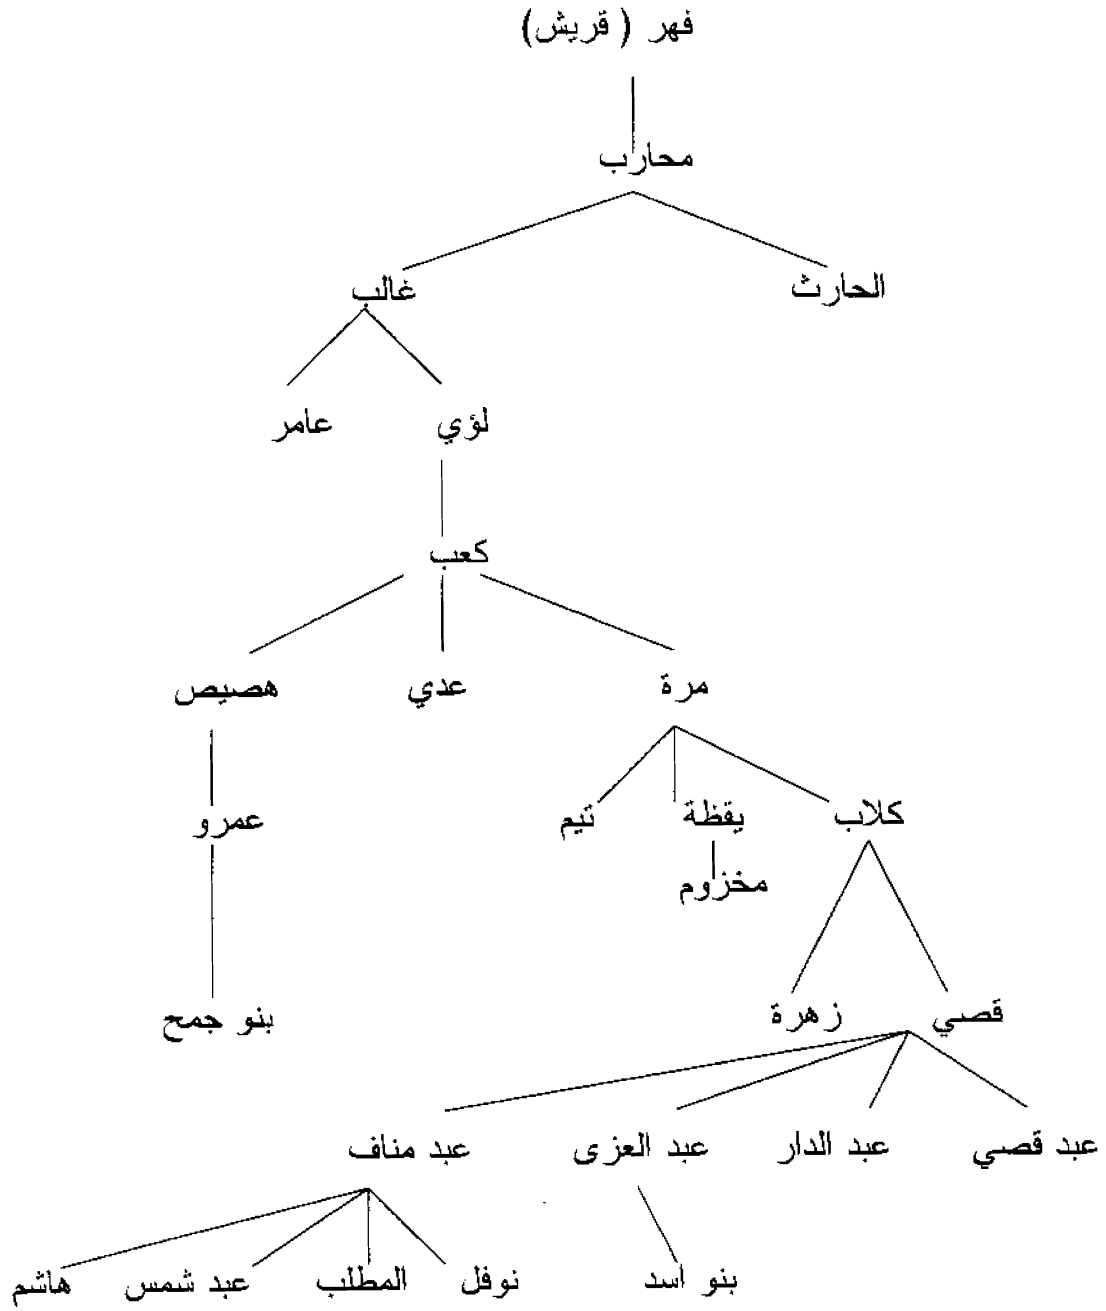 فهر ( قريش)
محارب
الحارث غالب
لؤي عامر
كعب
مرة عدي هصيص
كلاب يقظة تيم عمرو
مخزوم
قصي زهرة بنو جمح
عبد قصي عبد الدار عبد العزى عبد مناف
بنو اسد نوفل المطلب عبد شمس هاشم